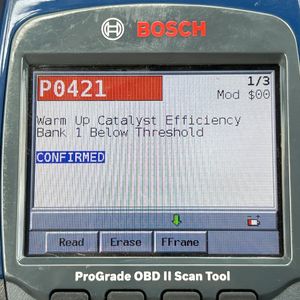 BOSCH
P0421
1/3
Mod $00
Warm Up Catalyst Efficiency
Bank 1 Below Threshold
CONFIRMED
Read Erase FFrame
ProGrade OBD II Scan Tool